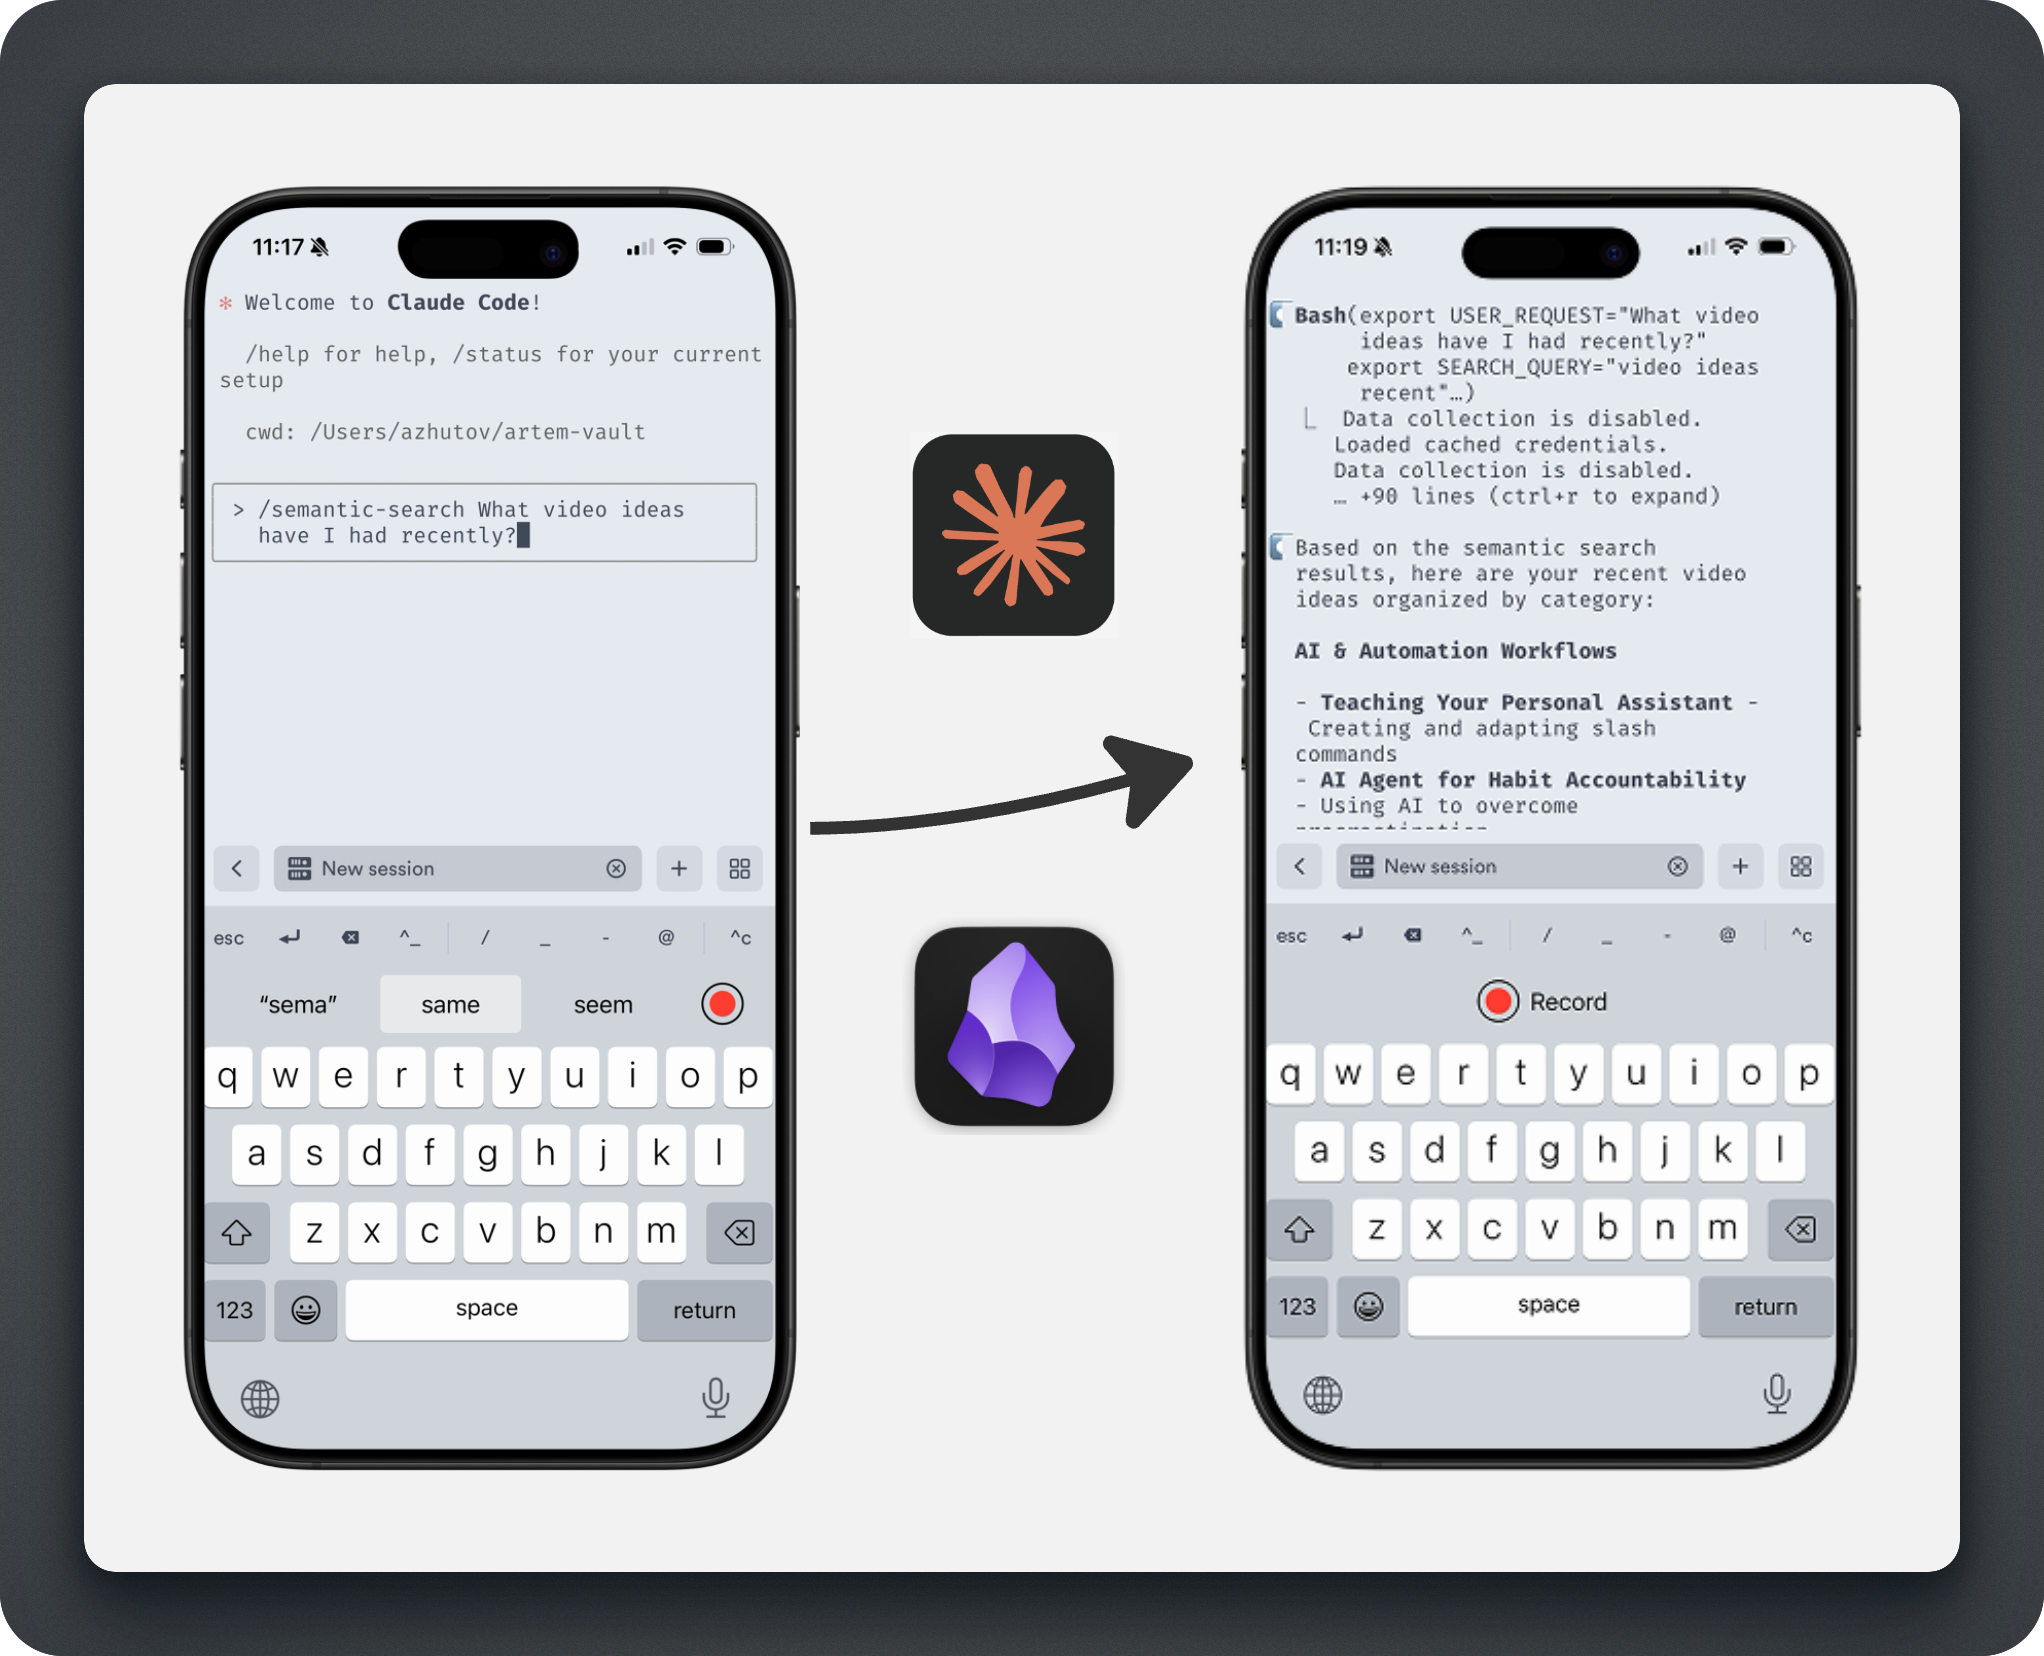 11:17
* Welcome to Claude Code!
/help for help, /status for your current
setup
cwd: /Users/azhutov/artem-vault
> /semantic-search What video ideas
have I had recently?
New session
esc / _ - @ ^c
“sema” same seem
q w e r t y u i o p
a s d f g h j k l
z x c v b n m
123 space return
11:19
Bash(export USER_REQUEST="What video
ideas have I had recently?"
export SEARCH_QUERY="video ideas
recent"…)
⎿ Data collection is disabled.
Loaded cached credentials.
Data collection is disabled.
… +90 lines (ctrl+r to expand)
Based on the semantic search
results, here are your recent video
ideas organized by category:
AI & Automation Workflows
- Teaching Your Personal Assistant -
Creating and adapting slash
commands
- AI Agent for Habit Accountability
- Using AI to overcome
New session
esc / _ - @ ^c
Record
q w e r t y u i o p
a s d f g h j k l
z x c v b n m
123 space return